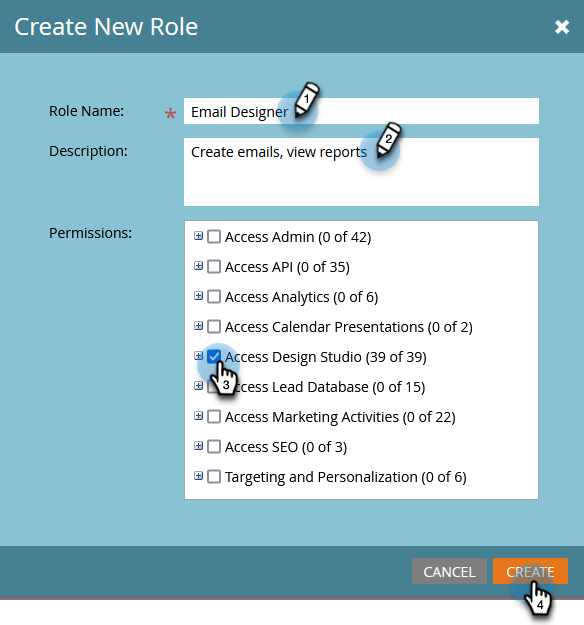 Create New Role
Role Name: * Email Designer 1
Description: Create emails, view reports 2
Permissions:
Access Admin (0 of 42)
Access API (0 of 35)
Access Analytics (0 of 6)
Access Calendar Presentations (0 of 2)
Access Design Studio (39 of 39)
3
Access Lead Database (0 of 15)
Access Marketing Activities (0 of 22)
Access SEO (0 of 3)
Targeting and Personalization (0 of 6)
CANCEL CREATE
4